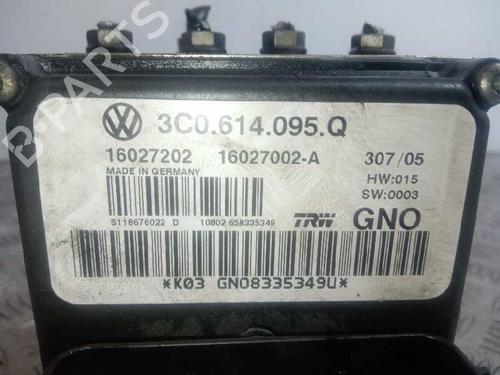 B-PARTS
3C0.614.095.Q
16027202 16027002-A 307/05
MADE IN GERMANY
HW:015
SW:0003
S118676022 D 10802-658335349 TRW GNO
*K03 GNO8335349U*